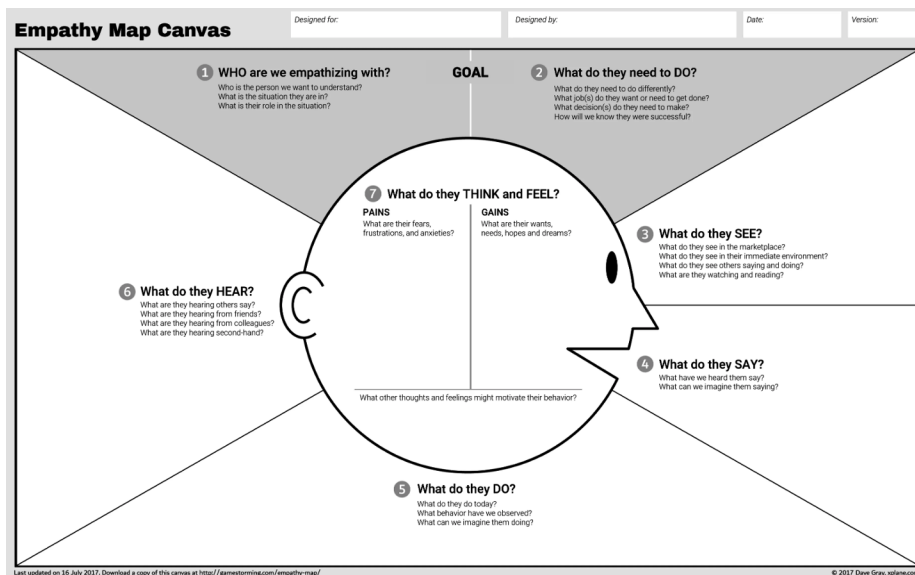 Empathy Map Canvas
Designed for:
Designed by:
Date:
Version:
1 WHO are we empathizing with?
Who is the person we want to understand?
What is the situation they are in?
What is their role in the situation?
GOAL
2 What do they need to DO?
What do they need to do differently?
What job(s) do they want or need to get done?
What decision(s) do they need to make?
How will we know they were successful?
3 What do they SEE?
What do they see in the marketplace?
What do they see in their immediate environment?
What do they see others saying and doing?
What are they watching and reading?
4 What do they SAY?
What have we heard them say?
What can we imagine them saying?
5 What do they DO?
What do they do today?
What behavior have we observed?
What can we imagine them doing?
6 What do they HEAR?
What are they hearing others say?
What are they hearing from friends?
What are they hearing from colleagues?
What are they hearing second-hand?
7 What do they THINK and FEEL?
PAINS
What are their fears,
frustrations, and anxieties?
GAINS
What are their wants,
needs, hopes and dreams?
What other thoughts and feelings might motivate their behavior?
Last updated on 16 July 2017. Download a copy of this canvas at http://gamestorming.com/empathy-map/
© 2017 Dave Gray, xplane.com